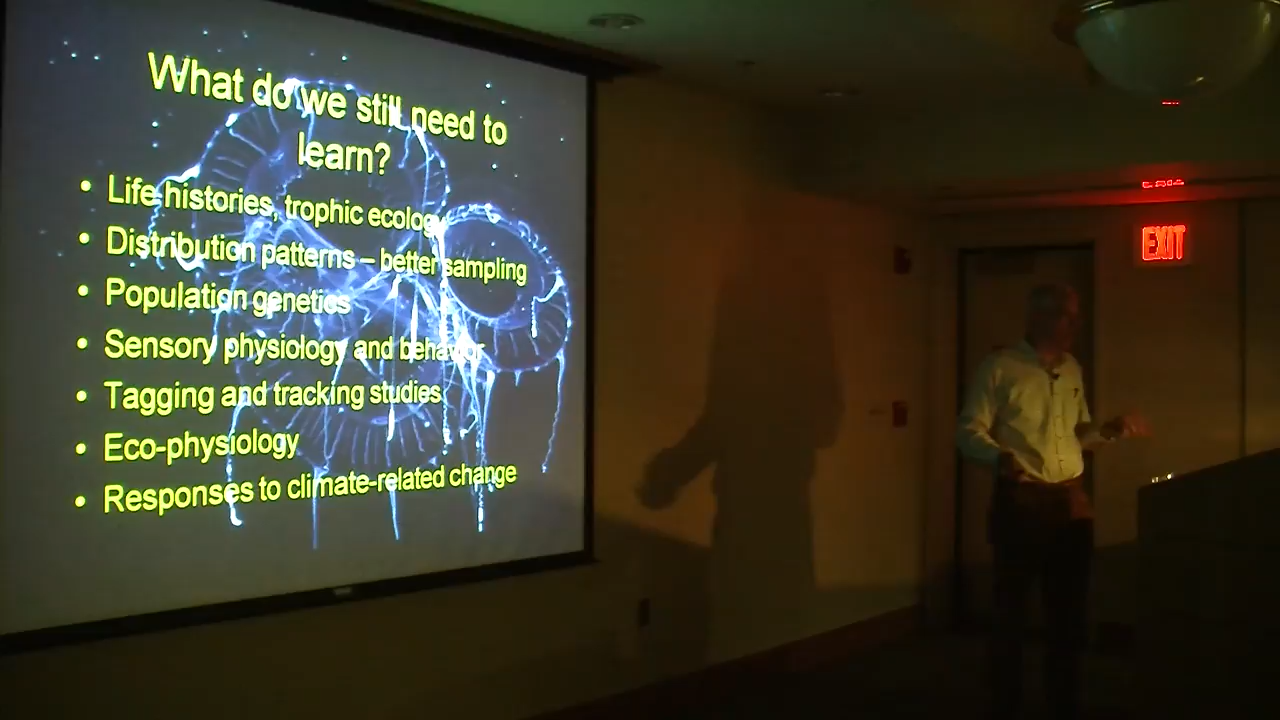 What do we still need to
learn?
• Life histories, trophic ecology
• Distribution patterns – better sampling
• Population genetics
• Sensory physiology and behavior
• Tagging and tracking studies
• Eco-physiology
• Responses to climate-related change
EXIT